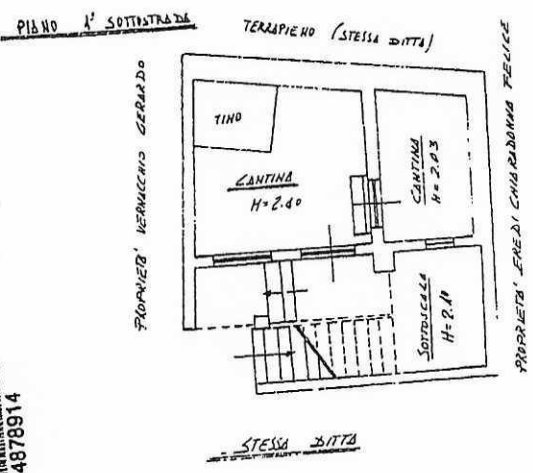 PIANO 1° SOTTOSTRADA
TERRAPIENO (STESSA DITTA)
PROPRIETA' VERNACCHIO GERARDO
TINO
CANTINA
H=2.40
CANTINA
H=2.03
PROPRIETA' EREDI CHIARADONNA FELICE
SOTTOSCALA
H=2.10
STESSA DITTA
4878914